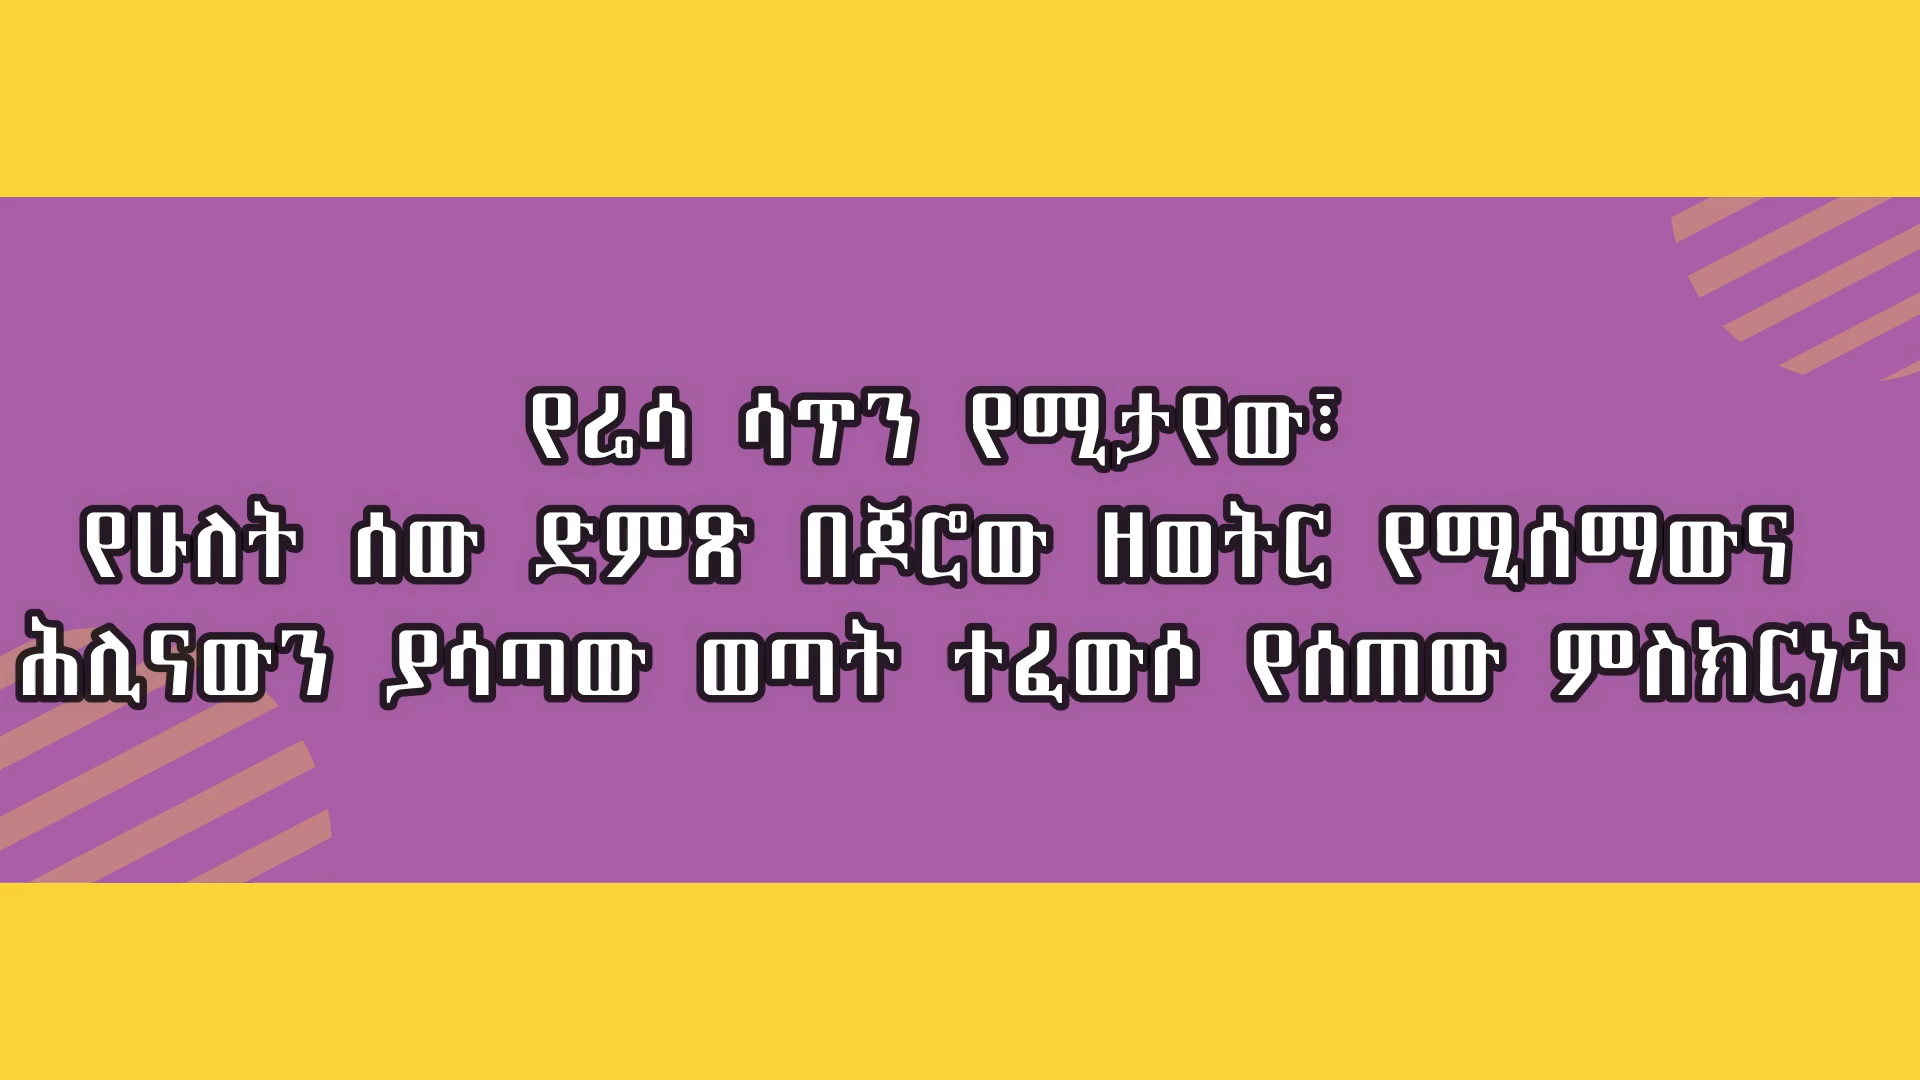 የሬሳ ሳጥን የሚታየው፤
የሁለት ሰው ድምጽ በጆሮው ዘወትር የሚሰማውና
ሕሊናውን ያሳጣው ወጣት ተፈውሶ የሰጠው ምስክርነት